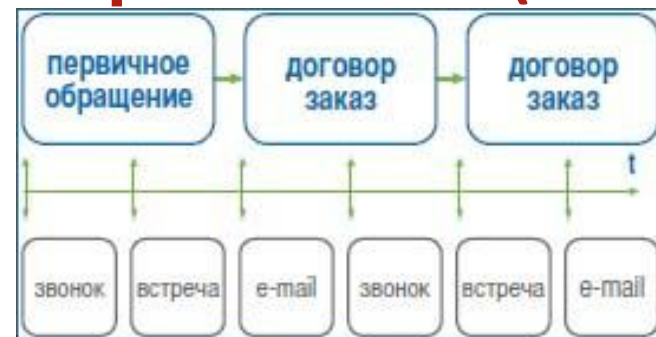 первичное
обращение
договор
заказ
договор
заказ
t
звонок
встреча
e-mail
звонок
встреча
e-mail